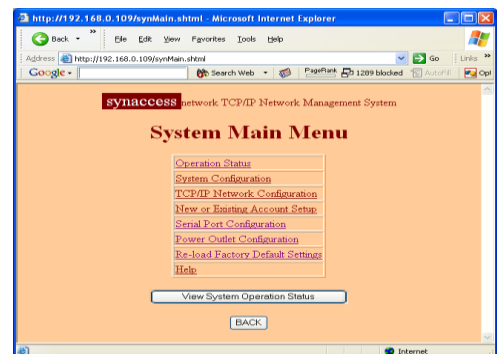 http://192.168.0.109/synMain.shtml - Microsoft Internet Explorer
Back File Edit View Favorites Tools Help
Address http://192.168.0.109/synMain.shtml Go Links »
Google Search Web PageRank 1289 blocked AutoFill Opt
synaccess network TCP/IP Network Management System
System Main Menu
Operation Status
System Configuration
TCP/IP Network Configuration
New or Existing Account Setup
Serial Port Configuration
Power Outlet Configuration
Re-load Factory Default Settings
Help
View System Operation Status
BACK
Internet